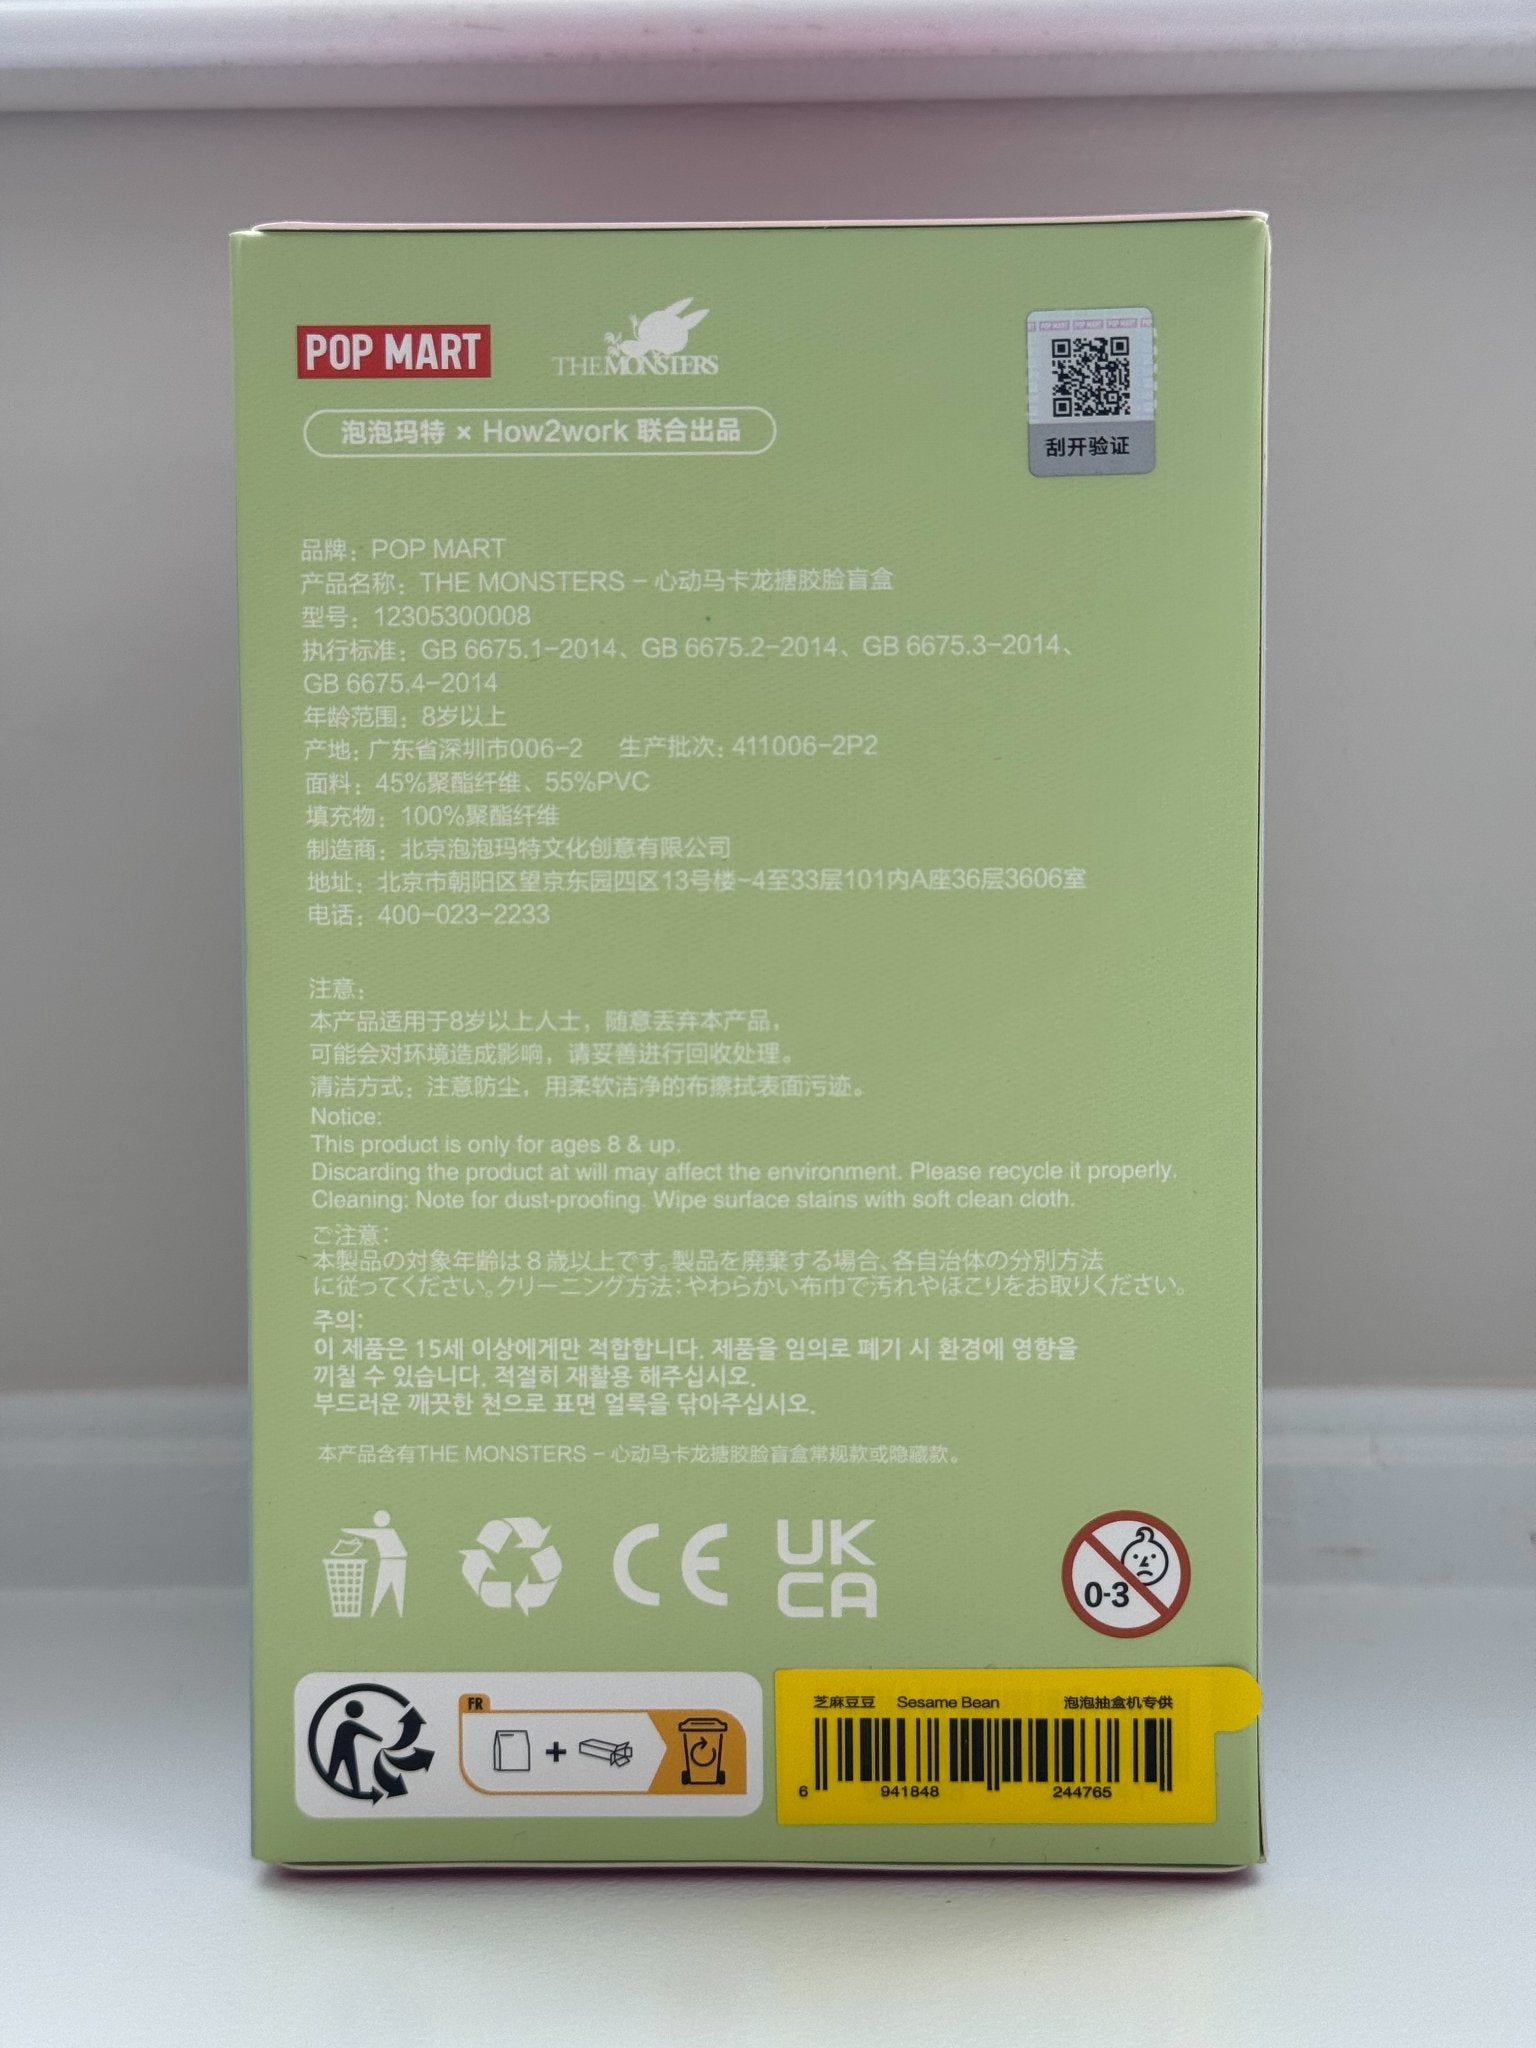 POP MART
THE MONSTERS
POP MART POP MART POP MART
刮开验证
泡泡玛特 × How2work 联合出品
品牌：POP MART
产品名称：THE MONSTERS - 心动马卡龙搪胶脸盲盒
型号：12305300008
执行标准：GB 6675.1-2014、GB 6675.2-2014、GB 6675.3-2014、
GB 6675.4-2014
年龄范围：8岁以上
产地：广东省深圳市006-2 生产批次：411006-2P2
面料：45%聚酯纤维、55%PVC
填充物：100%聚酯纤维
制造商：北京泡泡玛特文化创意有限公司
地址：北京市朝阳区望京东园四区13号楼-4至33层101内A座36层3606室
电话：400-023-2233
注意：
本产品适用于8岁以上人士，随意丢弃本产品，
可能会对环境造成影响，请妥善进行回收处理。
清洁方式：注意防尘，用柔软洁净的布擦拭表面污迹。
Notice:
This product is only for ages 8 & up.
Discarding the product at will may affect the environment. Please recycle it properly.
Cleaning: Note for dust-proofing. Wipe surface stains with soft clean cloth.
ご注意：
本製品の対象年齢は8歳以上です。製品を廃棄する場合、各自治体の分別方法
に従ってください。クリーニング方法：やわらかい布巾で汚れやほこりをお取りください。
주의:
이 제품은 15세 이상에게만 적합합니다. 제품을 임의로 폐기 시 환경에 영향을
끼칠 수 있습니다. 적절히 재활용 해주십시오.
부드러운 깨끗한 천으로 표면 얼룩을 닦아주십시오.
本产品含有THE MONSTERS - 心动马卡龙搪胶脸盲盒常规款或隐藏款。
CE
UK
CA
0-3
FR
芝麻豆豆 Sesame Bean 泡泡抽盒机专供
6 941848 244765